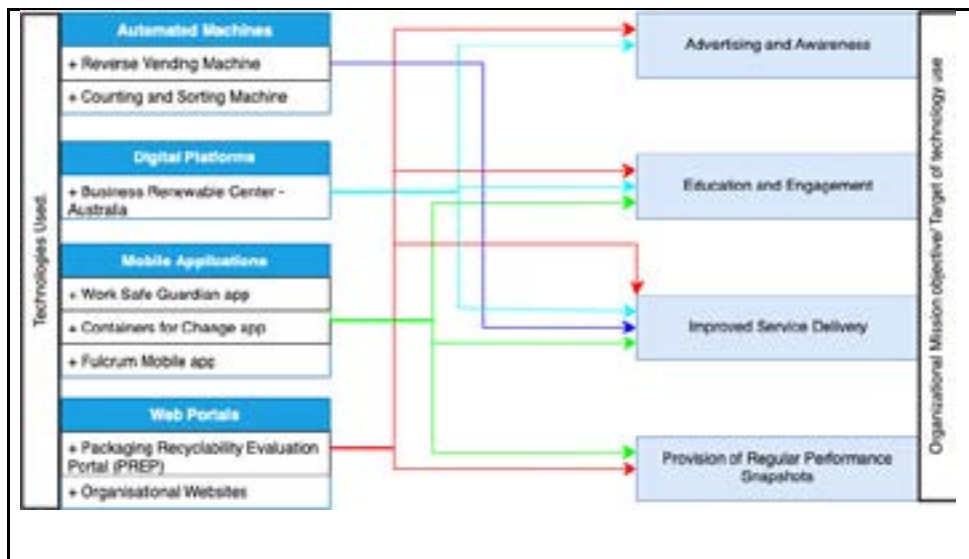 Technologies Used.
Automated Machines
+ Reverse Vending Machine
+ Counting and Sorting Machine
Digital Platforms
+ Business Renewable Center -
Australia
Mobile Applications
+ Work Safe Guardian app
+ Containers for Change app
+ Fulcrum Mobile app
Web Portals
+ Packaging Recyclability Evaluation
Portal (PREP)
+ Organisational Websites
Advertising and Awareness
Education and Engagement
Improved Service Delivery
Provision of Regular Performance
Snapshots
Organizational Mission objective/ Target of technology use